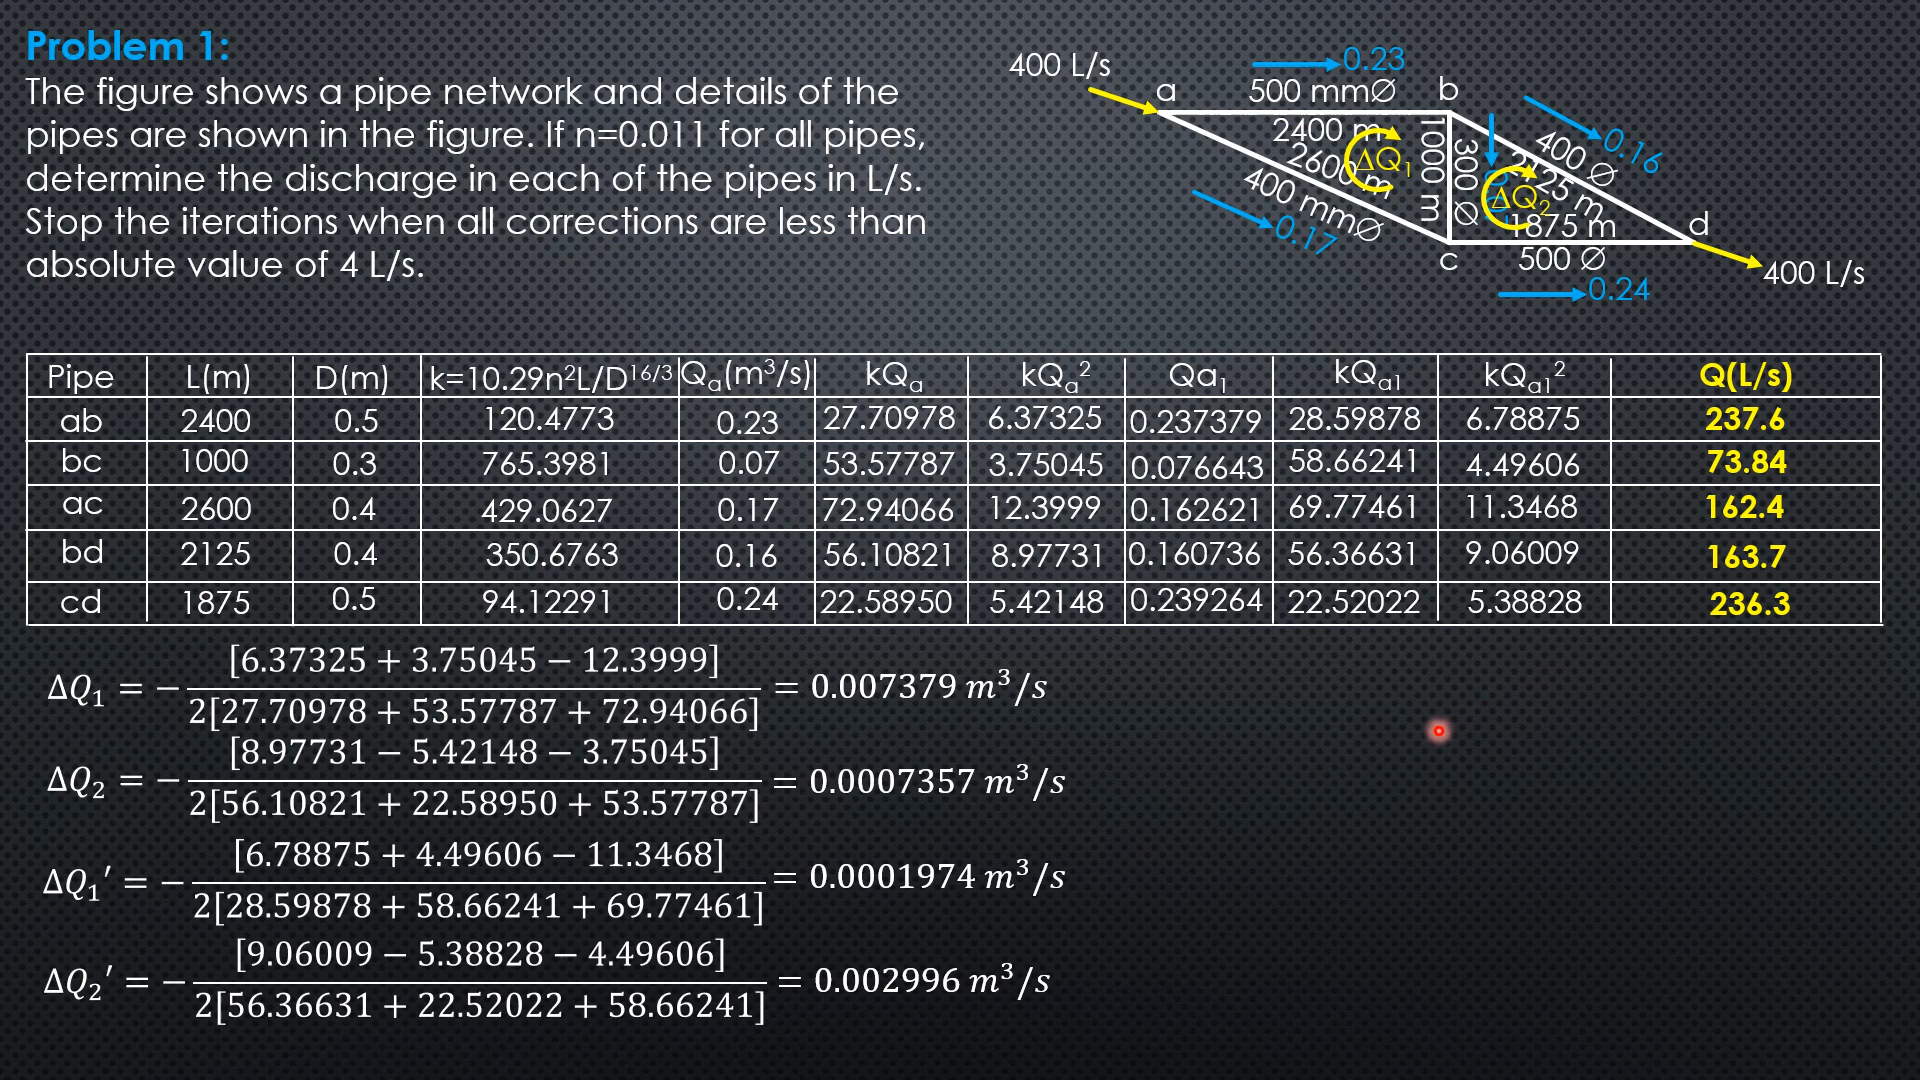 Problem 1:
The figure shows a pipe network and details of the
pipes are shown in the figure. If n=0.011 for all pipes,
determine the discharge in each of the pipes in L/s.
Stop the iterations when all corrections are less than
absolute value of 4 L/s.
400 L/s
0.23
a
500 mm∅
b
2400 m
2600 m
400 mm∅
0.17
ΔQ₁
1000 m
300 ∅
400 ∅
0.16
2125 m
ΔQ₂
1875 m
d
c
500 ∅
0.24
400 L/s
Pipe L(m) D(m) k=10.29n²L/D¹⁶ᐟ³ Qₐ(m³/s) kQₐ kQₐ² Qa₁ kQₐ₁ kQₐ₁² Q(L/s)
ab 2400 0.5 120.4773 0.23 27.70978 6.37325 0.237379 28.59878 6.78875 237.6
bc 1000 0.3 765.3981 0.07 53.57787 3.75045 0.076643 58.66241 4.49606 73.84
ac 2600 0.4 429.0627 0.17 72.94066 12.3999 0.162621 69.77461 11.3468 162.4
bd 2125 0.4 350.6763 0.16 56.10821 8.97731 0.160736 56.36631 9.06009 163.7
cd 1875 0.5 94.12291 0.24 22.58950 5.42148 0.239264 22.52022 5.38828 236.3
[6.37325 + 3.75045 − 12.3999]
ΔQ₁ = − = 0.007379 m³/s
2[27.70978 + 53.57787 + 72.94066]
[8.97731 − 5.42148 − 3.75045]
ΔQ₂ = − = 0.0007357 m³/s
2[56.10821 + 22.58950 + 53.57787]
[6.78875 + 4.49606 − 11.3468]
ΔQ₁′ = − = 0.0001974 m³/s
2[28.59878 + 58.66241 + 69.77461]
[9.06009 − 5.38828 − 4.49606]
ΔQ₂′ = − = 0.002996 m³/s
2[56.36631 + 22.52022 + 58.66241]